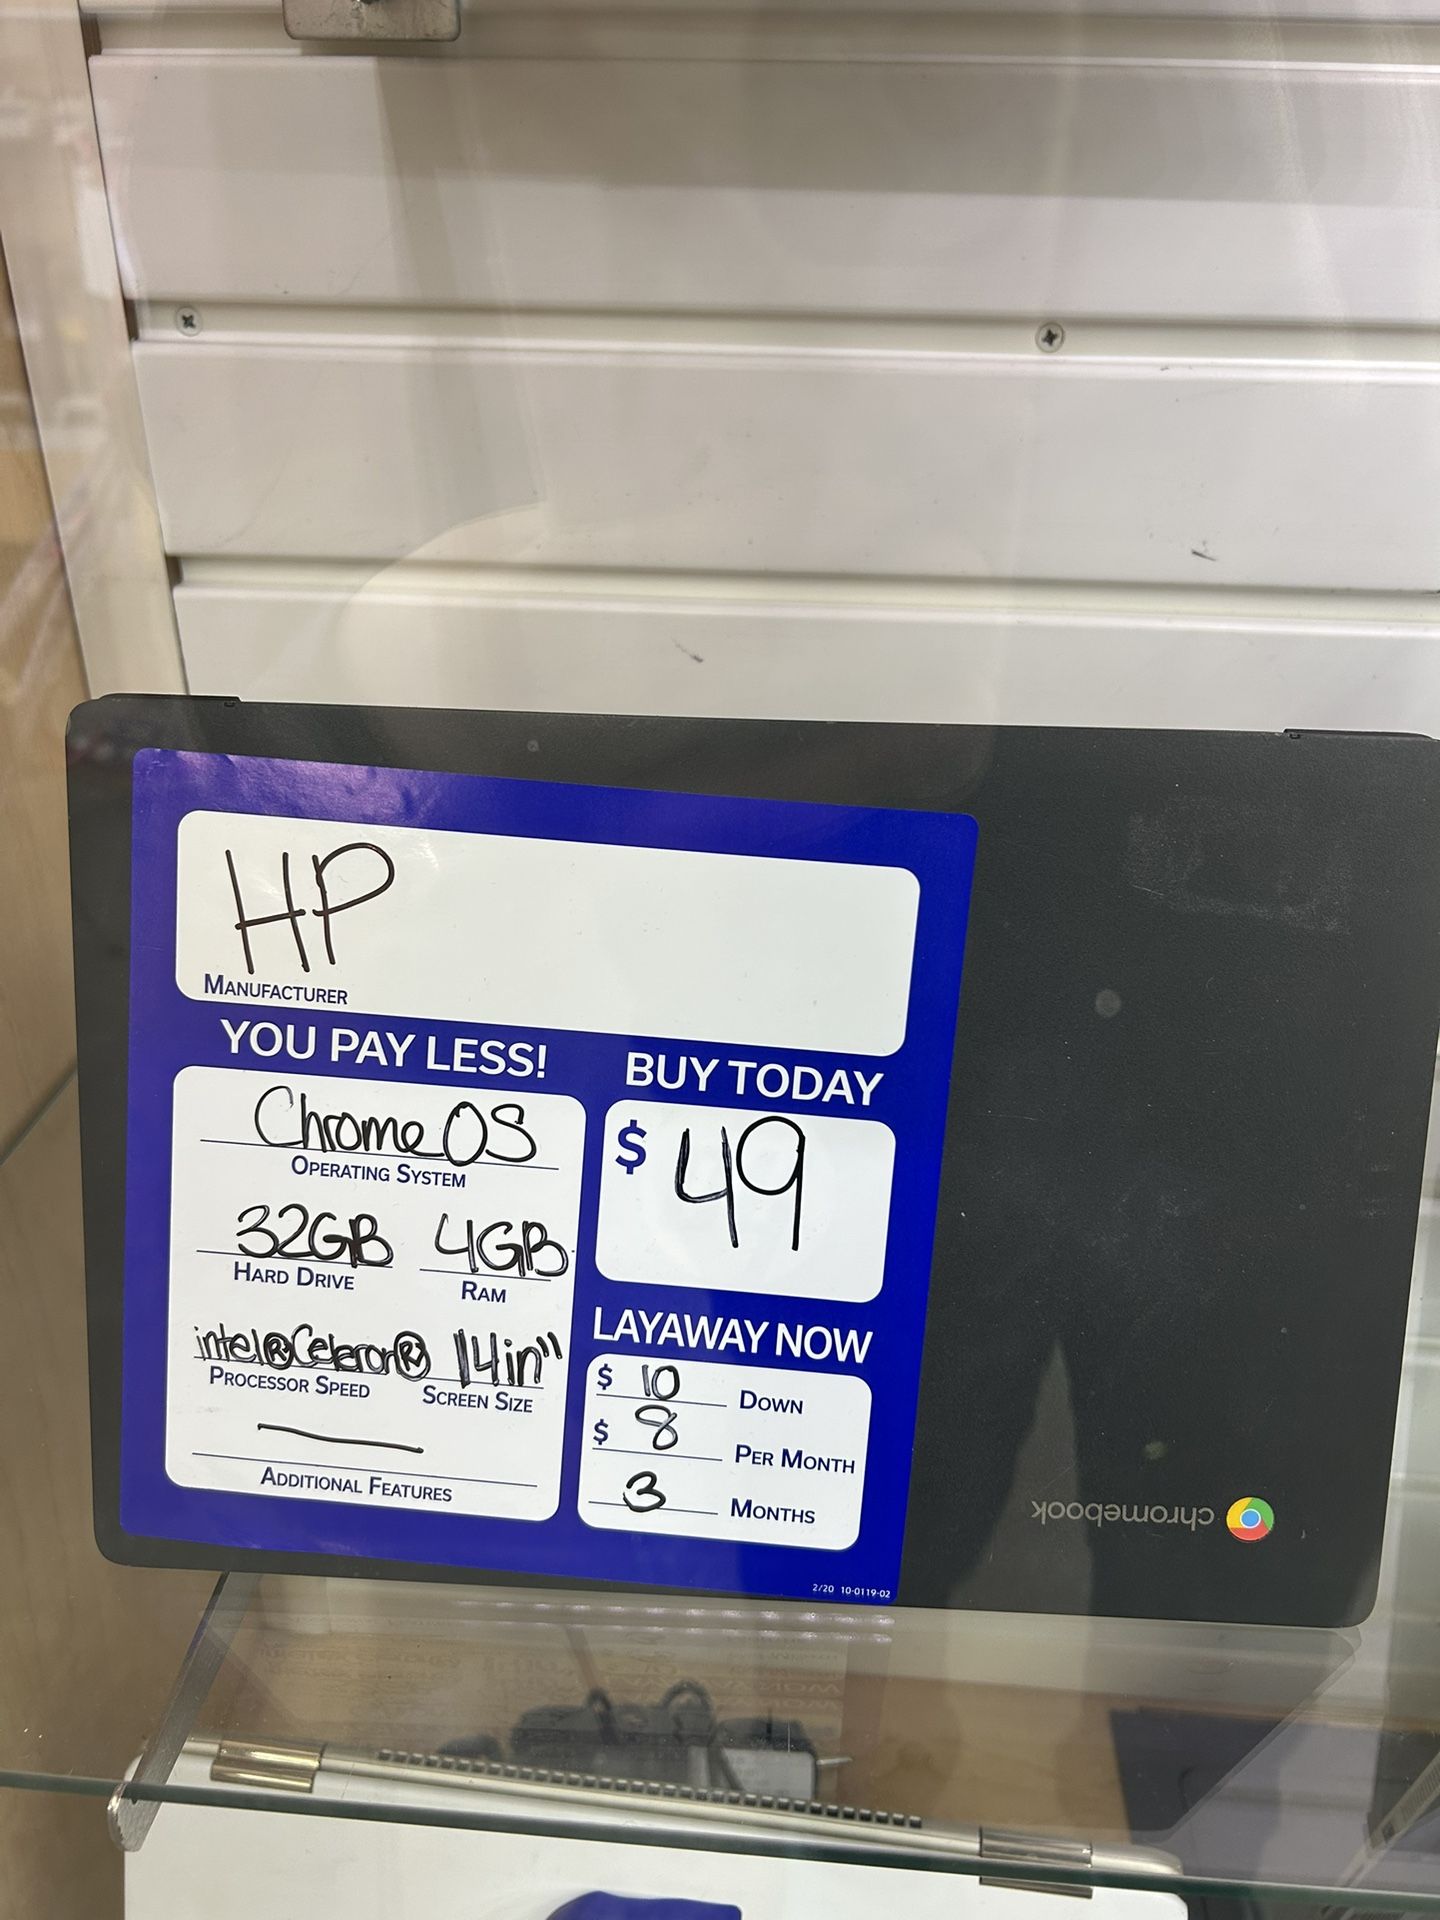 HP
MANUFACTURER
YOU PAY LESS!
Chrome OS
OPERATING SYSTEM
32GB 4GB
HARD DRIVE RAM
intel®Celeron® 14in"
PROCESSOR SPEED SCREEN SIZE
ADDITIONAL FEATURES
BUY TODAY
$ 49
LAYAWAY NOW
$ 10 DOWN
$ 8 PER MONTH
3 MONTHS
2/20 10-0119-02
chromebook